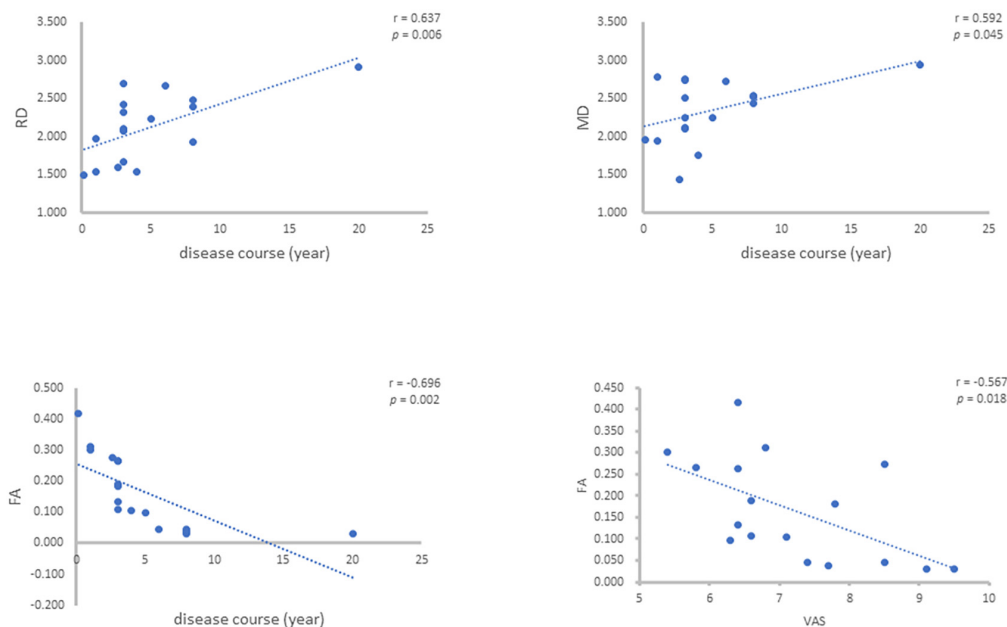 r = 0.637
p = 0.006
3.500
3.000
2.500
2.000
1.500
1.000
RD
0 5 10 15 20 25
disease course (year)
r = 0.592
p = 0.045
3.500
3.000
2.500
2.000
1.500
1.000
MD
0 5 10 15 20 25
disease course (year)
r = -0.696
p = 0.002
0.500
0.400
0.300
0.200
0.100
0.000
-0.100
-0.200
FA
0 5 10 15 20 25
disease course (year)
r = -0.567
p = 0.018
0.450
0.400
0.350
0.300
0.250
0.200
0.150
0.100
0.050
0.000
FA
5 6 7 8 9 10
VAS